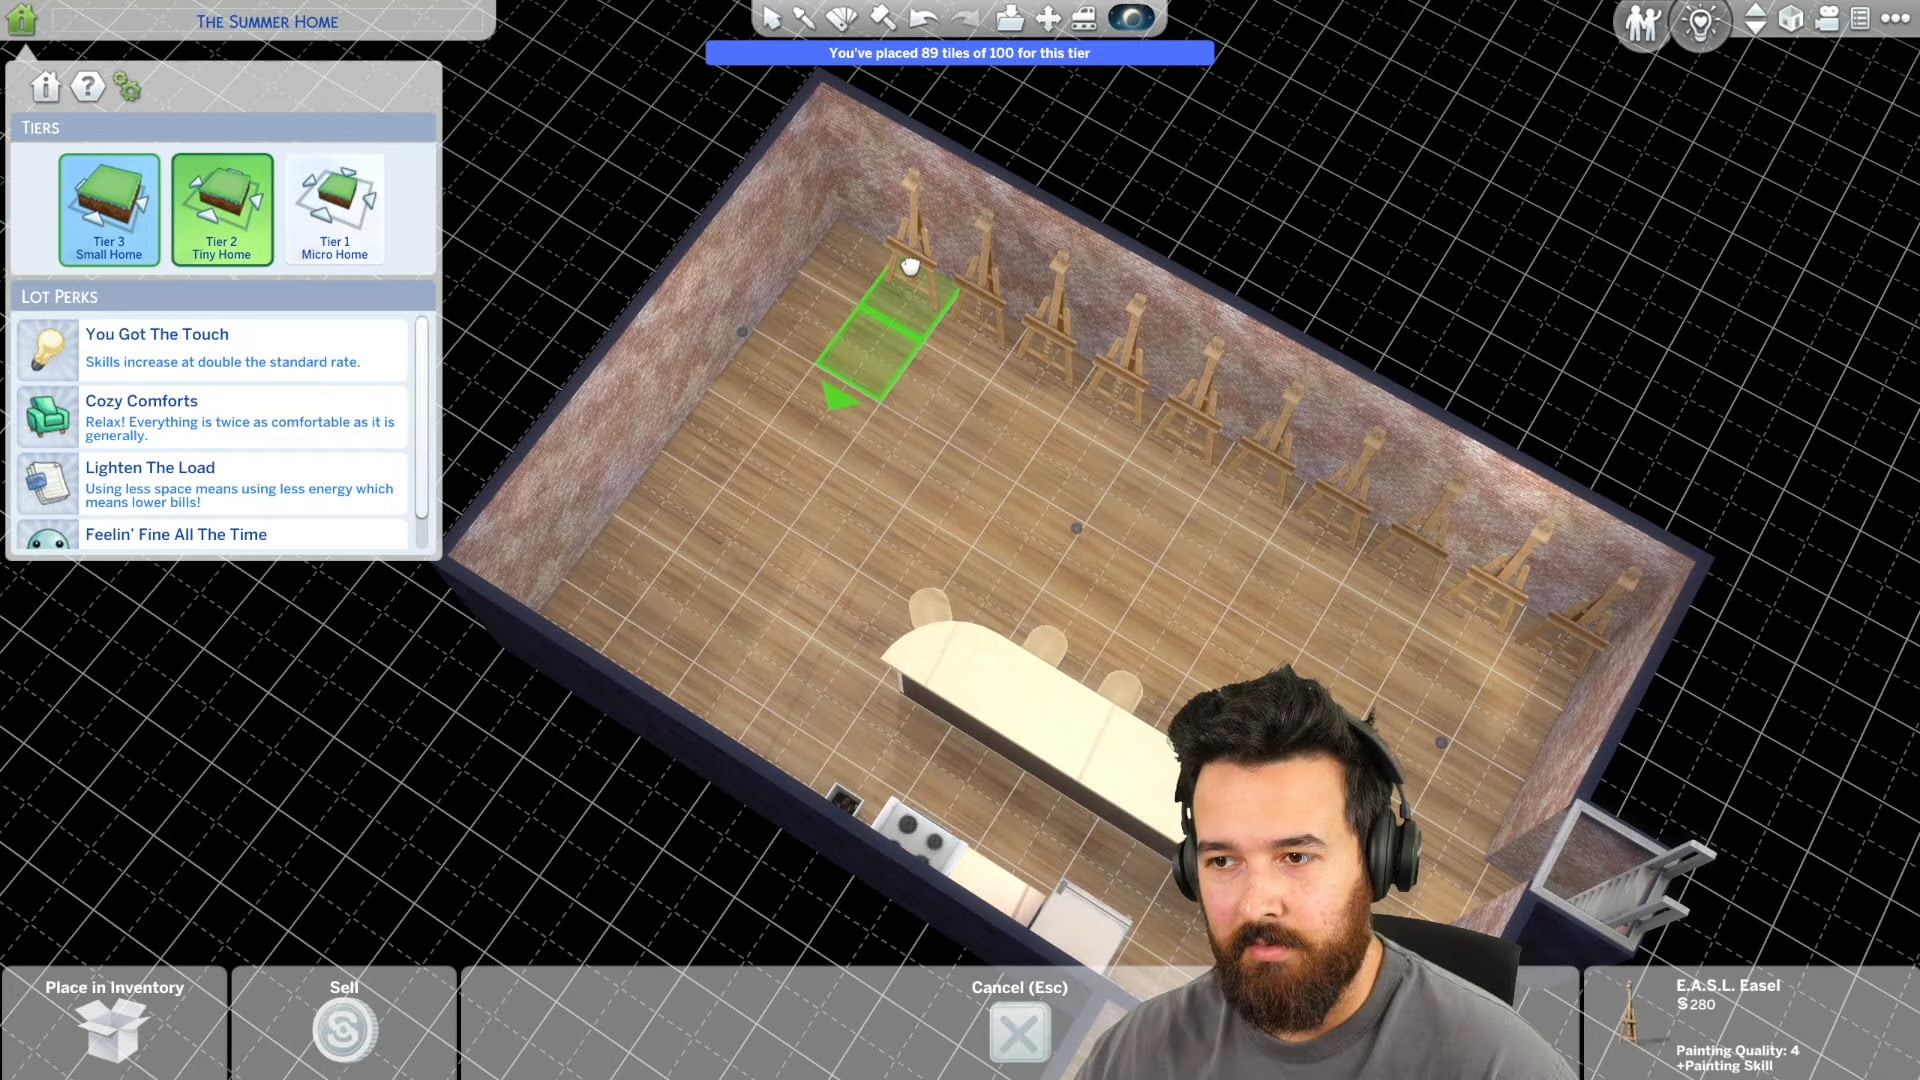 The Summer Home
You've placed 89 tiles of 100 for this tier
Tiers
Tier 3
Small Home
Tier 2
Tiny Home
Tier 1
Micro Home
Lot Perks
You Got The Touch
Skills increase at double the standard rate.
Cozy Comforts
Relax! Everything is twice as comfortable as it is
generally.
Lighten The Load
Using less space means using less energy which
means lower bills!
Feelin' Fine All The Time
Place in Inventory
Sell
Cancel (Esc)
E.A.S.L. Easel
§280
Painting Quality: 4
+Painting Skill